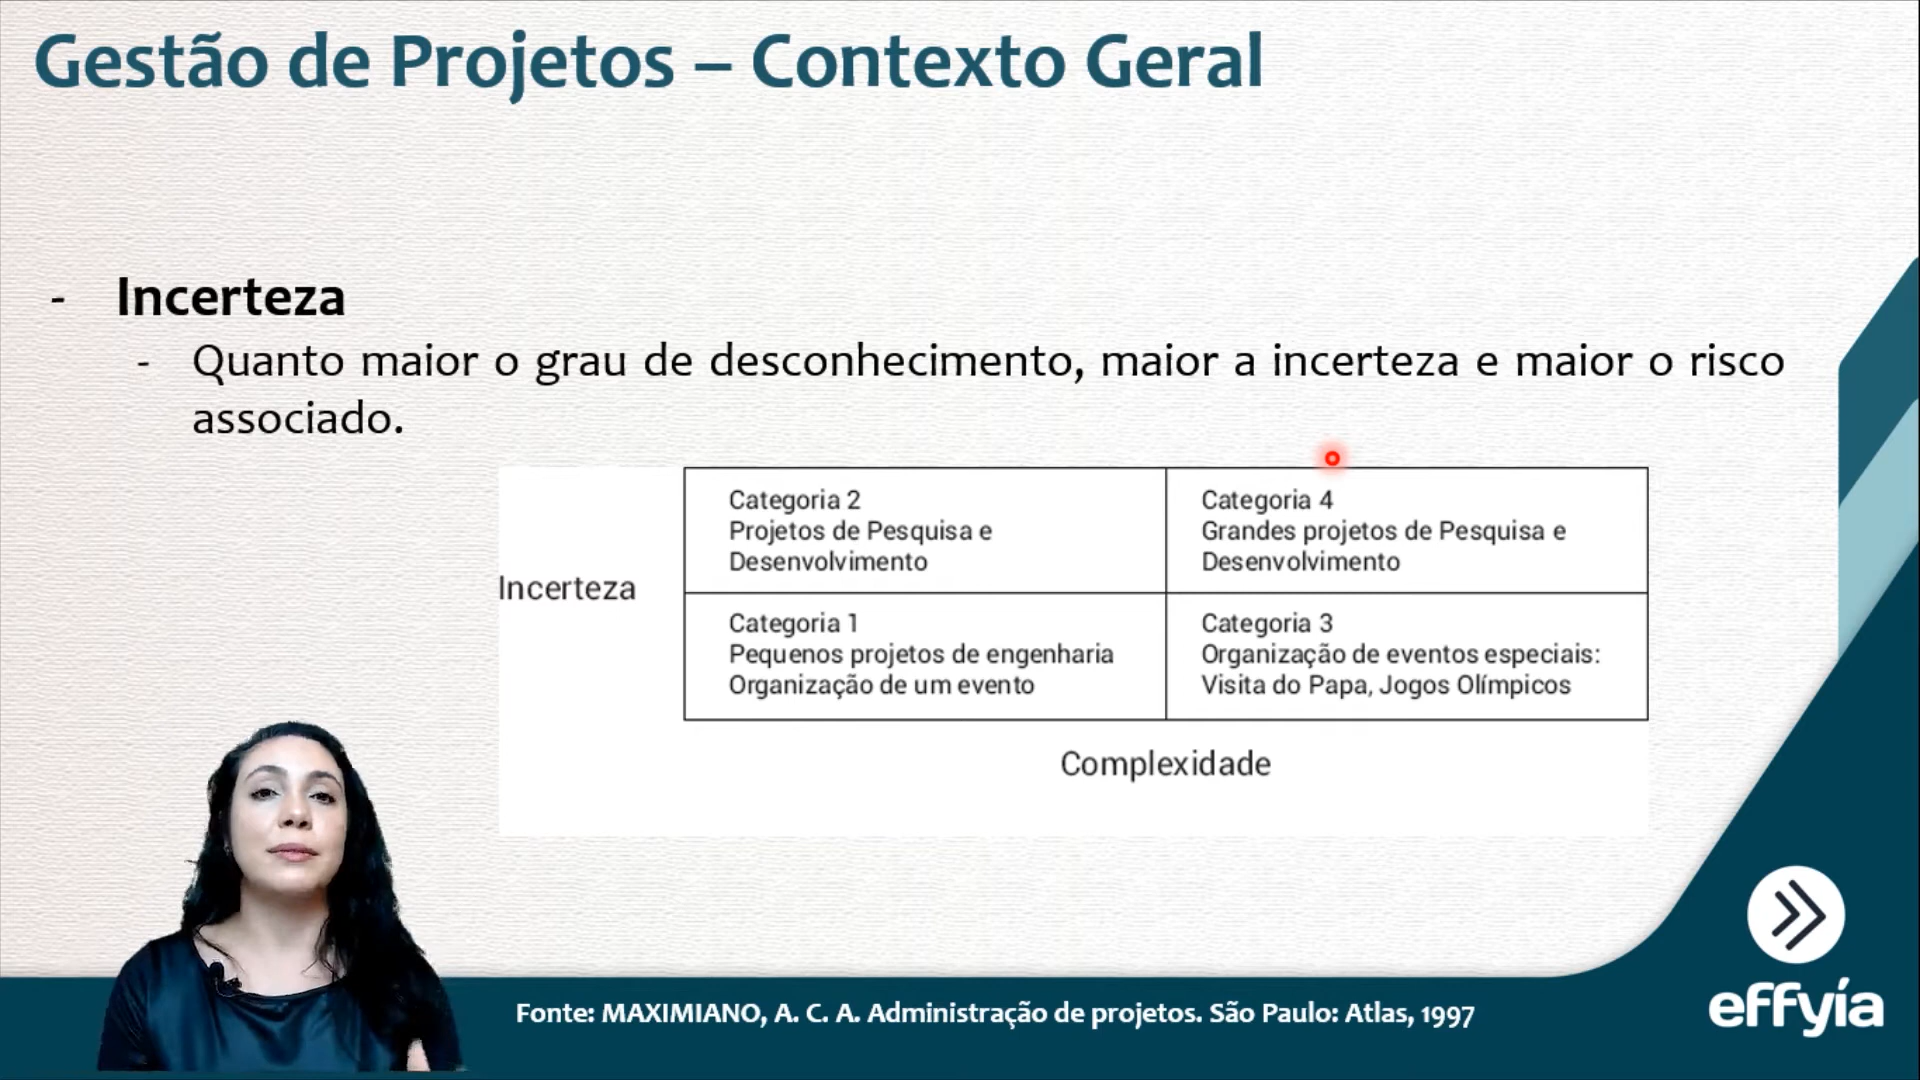 Gestão de Projetos – Contexto Geral
- Incerteza
- Quanto maior o grau de desconhecimento, maior a incerteza e maior o risco
associado.
Categoria 2
Projetos de Pesquisa e
Desenvolvimento
Categoria 4
Grandes projetos de Pesquisa e
Desenvolvimento
Incerteza
Categoria 1
Pequenos projetos de engenharia
Organização de um evento
Categoria 3
Organização de eventos especiais:
Visita do Papa, Jogos Olímpicos
Complexidade
Fonte: MAXIMIANO, A. C. A. Administração de projetos. São Paulo: Atlas, 1997
effyía